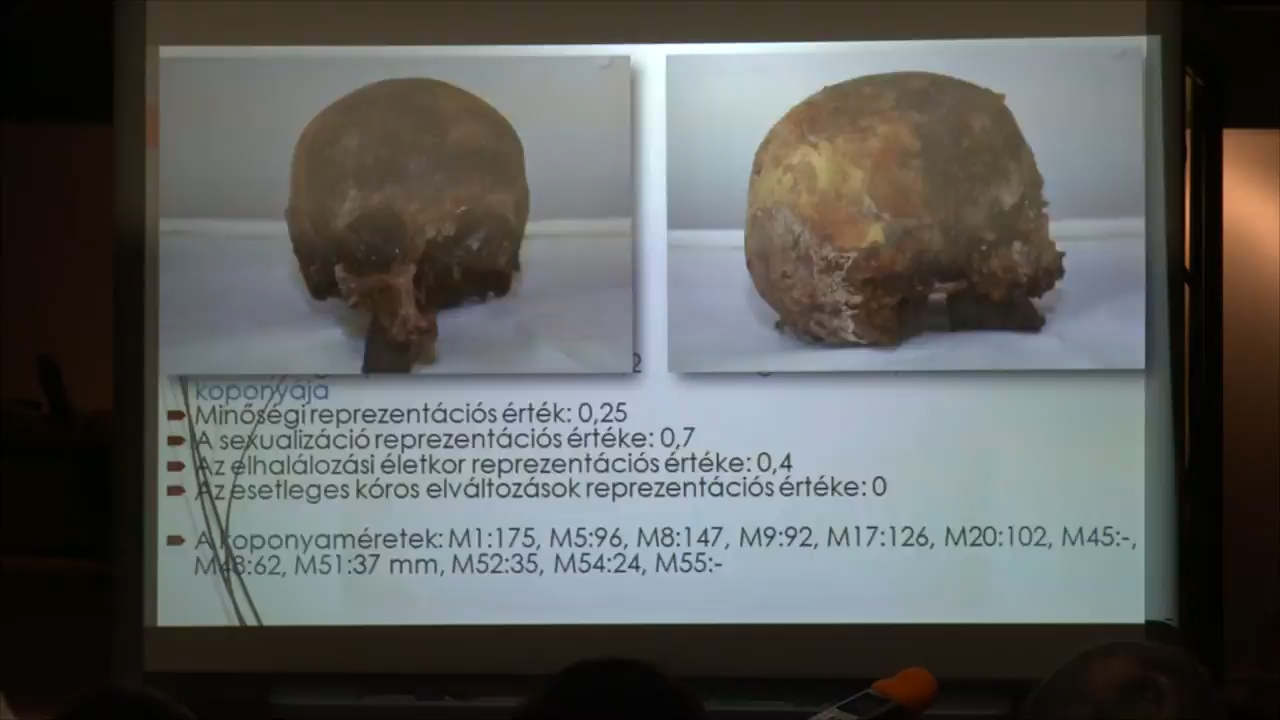 koponyája
Minőségi reprezentációs érték: 0,25
A sexualizáció reprezentációs értéke: 0,7
Az elhalálozási életkor reprezentációs értéke: 0,4
Az esetleges kóros elváltozások reprezentációs értéke: 0
A koponyaméretek: M1:175, M5:96, M8:147, M9:92, M17:126, M20:102, M45:-,
M48:62, M51:37 mm, M52:35, M54:24, M55:-